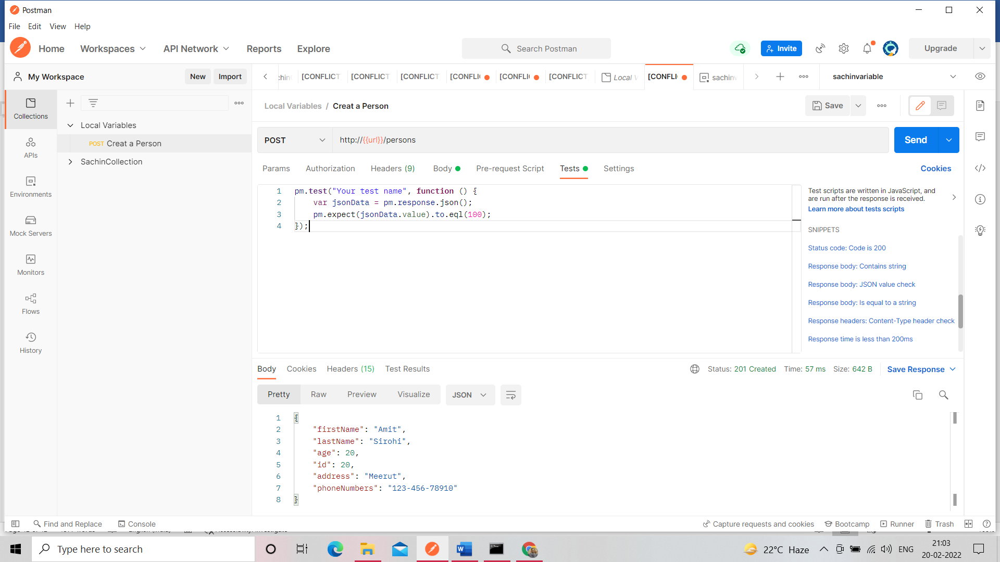 Postman
File Edit View Help
Home Workspaces API Network Reports Explore Search Postman Invite Upgrade
My Workspace New Import
[CONFLICT [CONFLICT [CONFLICT [CONFLI [CONFLI [CONFLICT Local V [CONFLI sachinv sachinvariable
Collections
APIs
Environments
Mock Servers
Monitors
Flows
History
Local Variables
POST Creat a Person
SachinCollection
Local Variables / Creat a Person Save
POST http://{{url}}/persons Send
Params Authorization Headers (9) Body Pre-request Script Tests Settings Cookies
1 pm.test("Your test name", function () {
2 var jsonData = pm.response.json();
3 pm.expect(jsonData.value).to.eql(100);
4 });
Test scripts are written in JavaScript, and
are run after the response is received.
Learn more about tests scripts
SNIPPETS
Status code: Code is 200
Response body: Contains string
Response body: JSON value check
Response body: Is equal to a string
Response headers: Content-Type header check
Response time is less than 200ms
Body Cookies Headers (15) Test Results Status: 201 Created Time: 57 ms Size: 642 B Save Response
Pretty Raw Preview Visualize JSON
1 {
2 "firstName": "Amit",
3 "lastName": "Sirohi",
4 "age": 20,
5 "id": 20,
6 "address": "Meerut",
7 "phoneNumbers": "123-456-78910"
8 }
Find and Replace Console Capture requests and cookies Bootcamp Runner Trash
Type here to search 22°C Haze ENG 21:03
20-02-2022